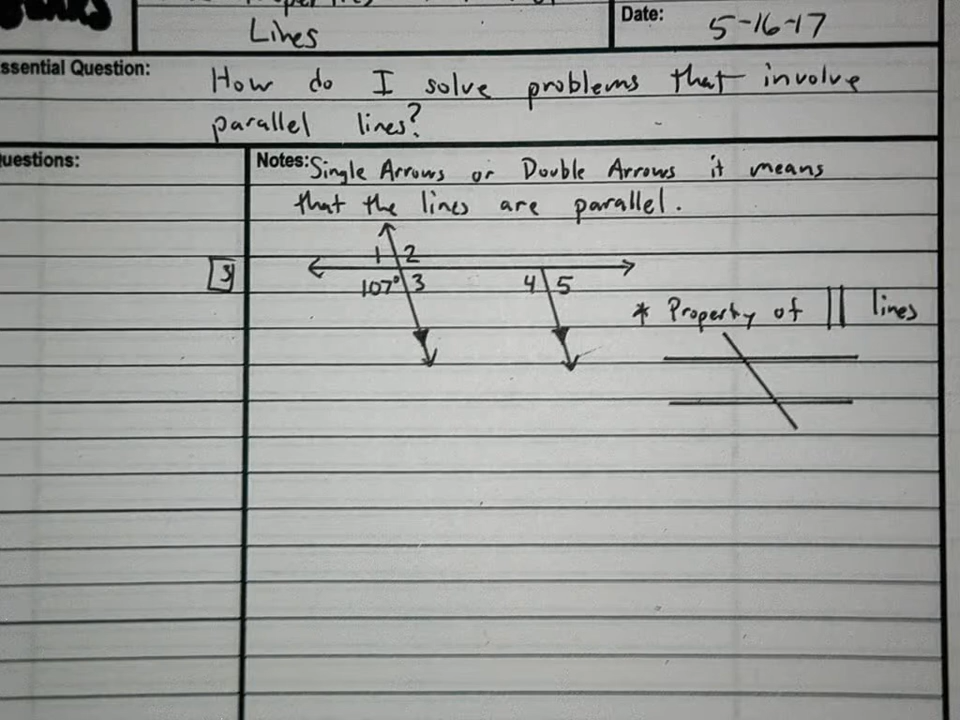 Lines
Date: 5-16-17
ssential Question: How do I solve problems that involve
parallel lines?
uestions:
Notes: Single Arrows or Double Arrows it means
that the lines are parallel.
1 2
107° 3 4 5
* Property of || lines